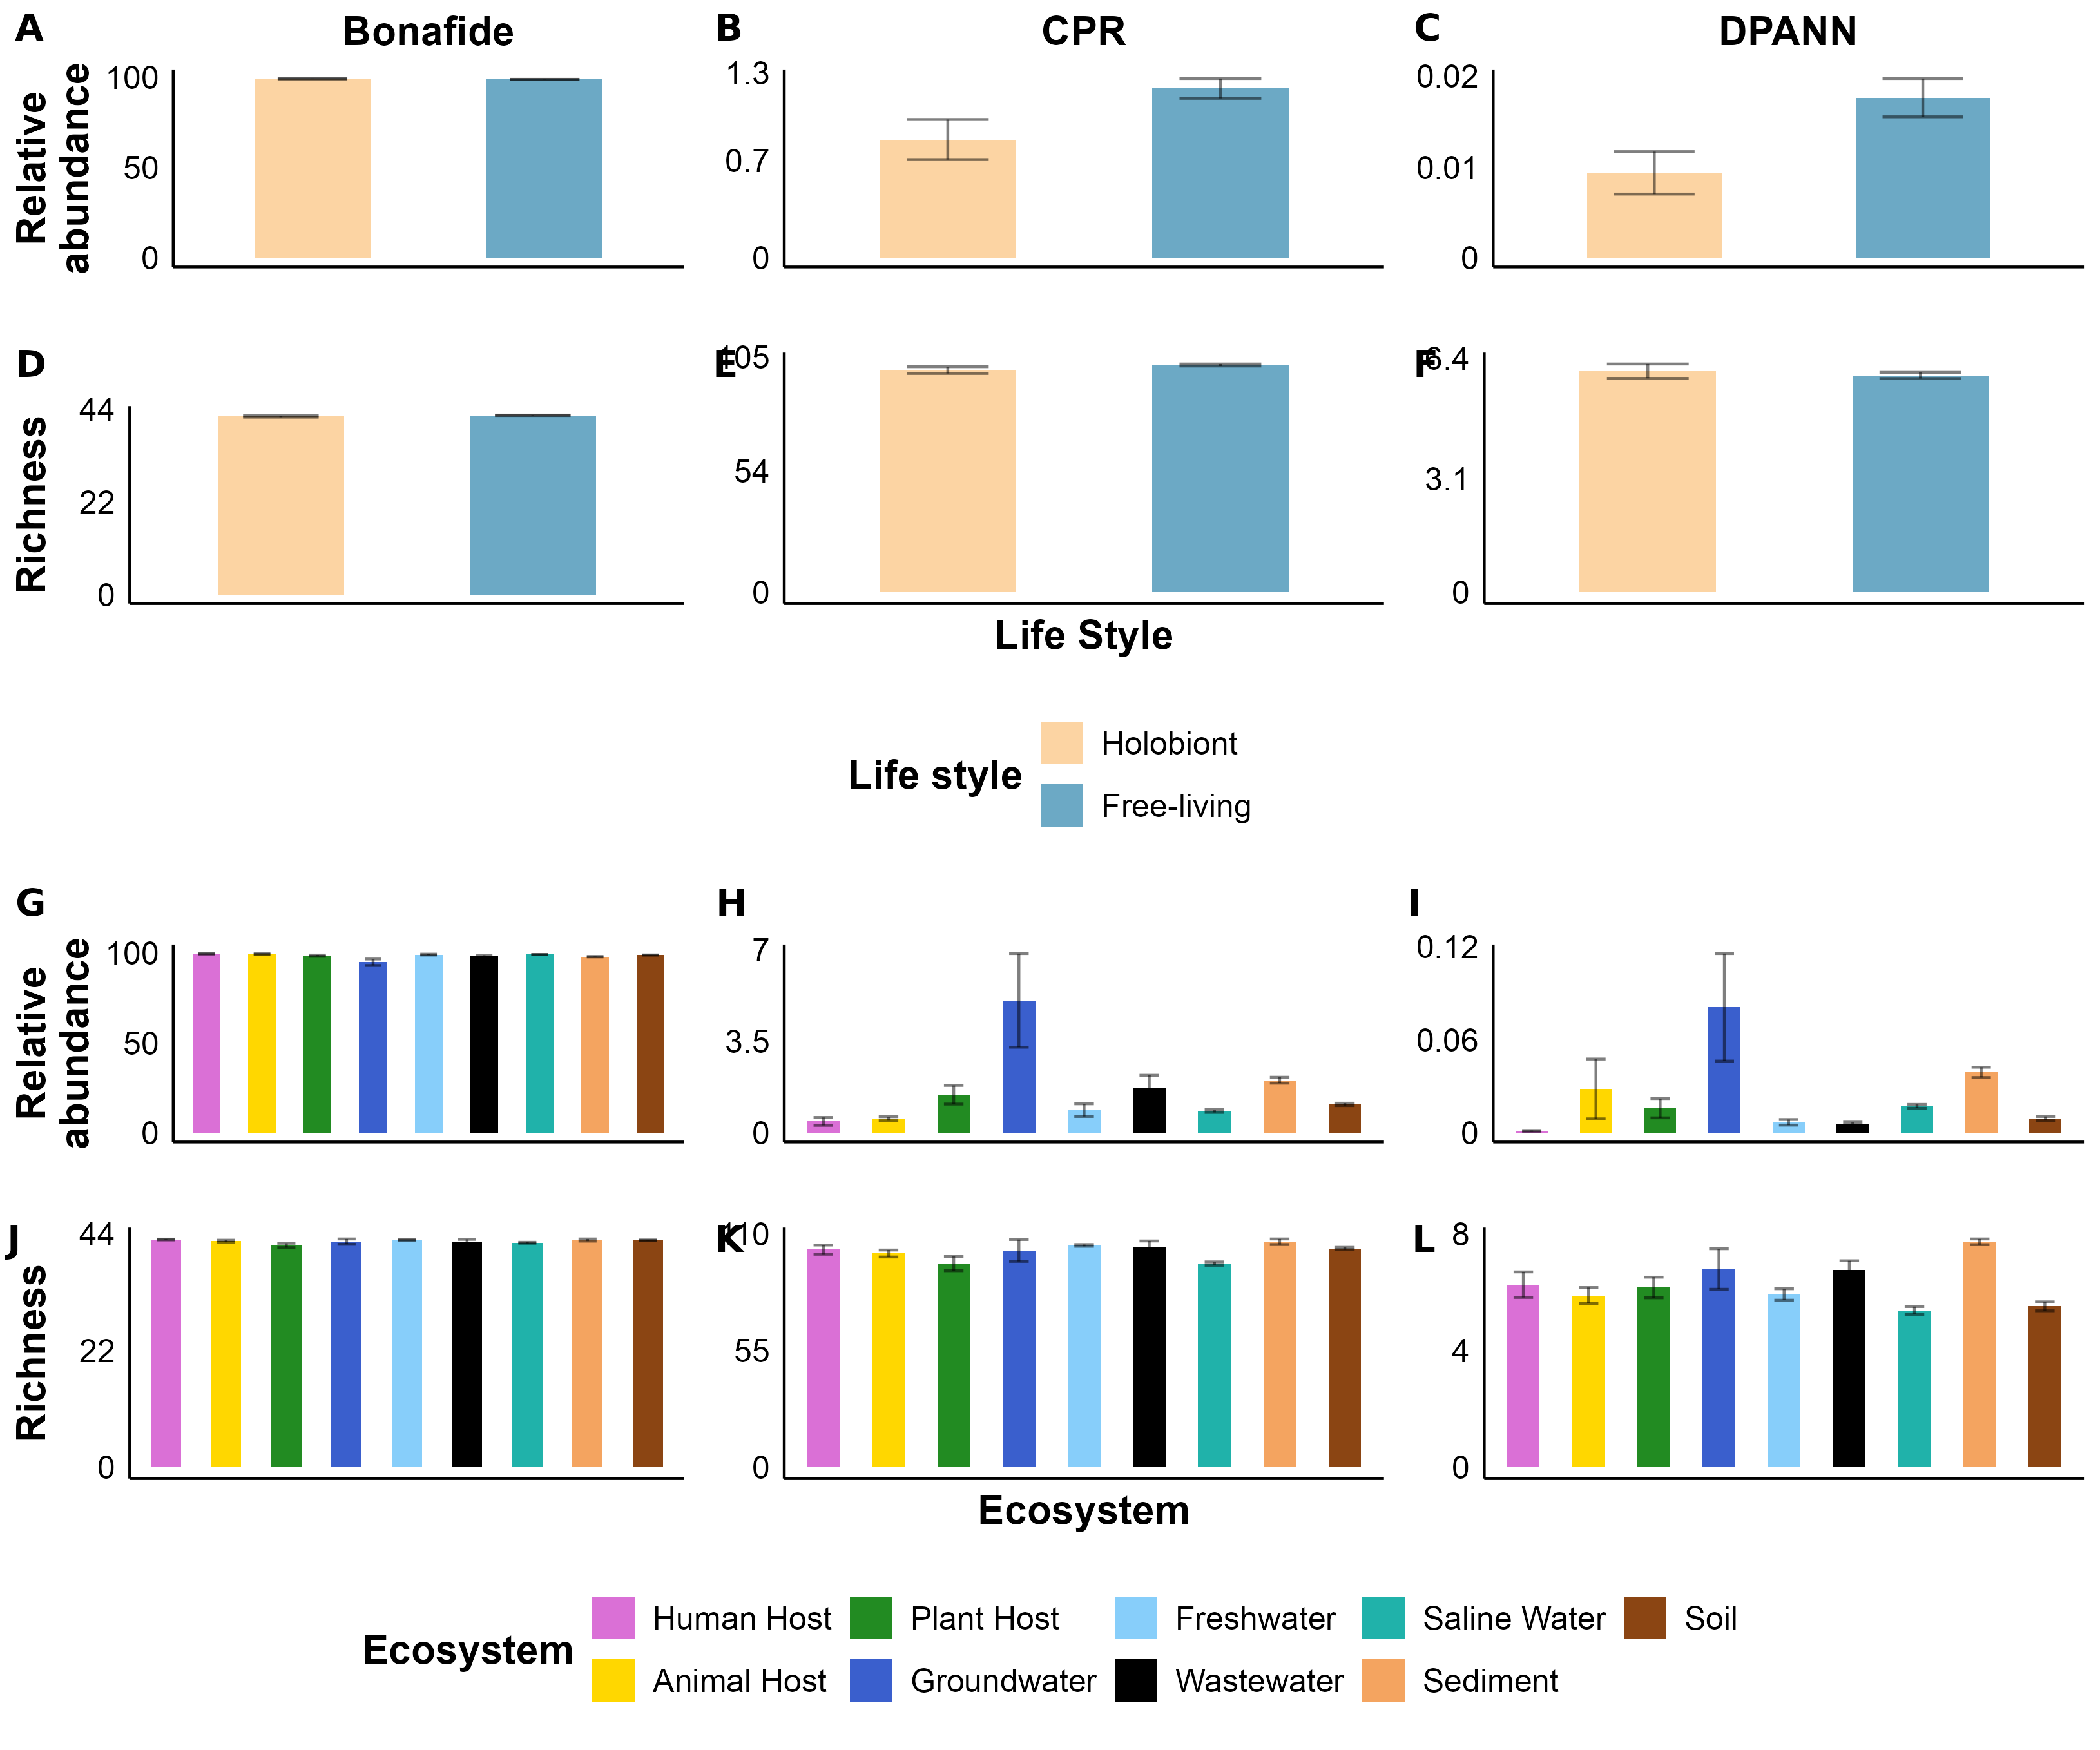 A Bonafide B CPR C DPANN
Relative abundance
100
50
0
1.3
0.7
0
0.02
0.01
0
D E F
Richness
44
22
0
105
54
0
6.4
3.1
0
Life Style
Life style
Holobiont
Free-living
G H I
Relative abundance
100
50
0
7
3.5
0
0.12
0.06
0
J K L
Richness
44
22
0
110
55
0
8
4
0
Ecosystem
Ecosystem
Human Host Plant Host Freshwater Saline Water Soil
Animal Host Groundwater Wastewater Sediment